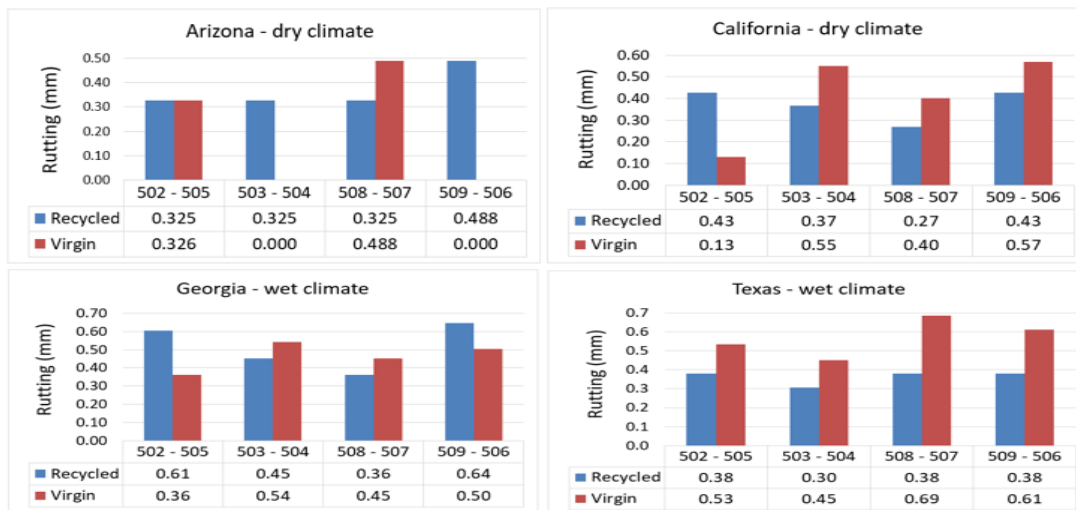 Arizona - dry climate
Rutting (mm)
0.50
0.40
0.30
0.20
0.10
0.00
502 - 505 503 - 504 508 - 507 509 - 506
Recycled 0.325 0.325 0.325 0.488
Virgin 0.326 0.000 0.488 0.000
California - dry climate
Rutting (mm)
0.60
0.50
0.40
0.30
0.20
0.10
0.00
502 - 505 503 - 504 508 - 507 509 - 506
Recycled 0.43 0.37 0.27 0.43
Virgin 0.13 0.55 0.40 0.57
Georgia - wet climate
Rutting (mm)
0.70
0.60
0.50
0.40
0.30
0.20
0.10
0.00
502 - 505 503 - 504 508 - 507 509 - 506
Recycled 0.61 0.45 0.36 0.64
Virgin 0.36 0.54 0.45 0.50
Texas - wet climate
Rutting (mm)
0.7
0.6
0.5
0.4
0.3
0.2
0.1
0.0
502 - 505 503 - 504 508 - 507 509 - 506
Recycled 0.38 0.30 0.38 0.38
Virgin 0.53 0.45 0.69 0.61